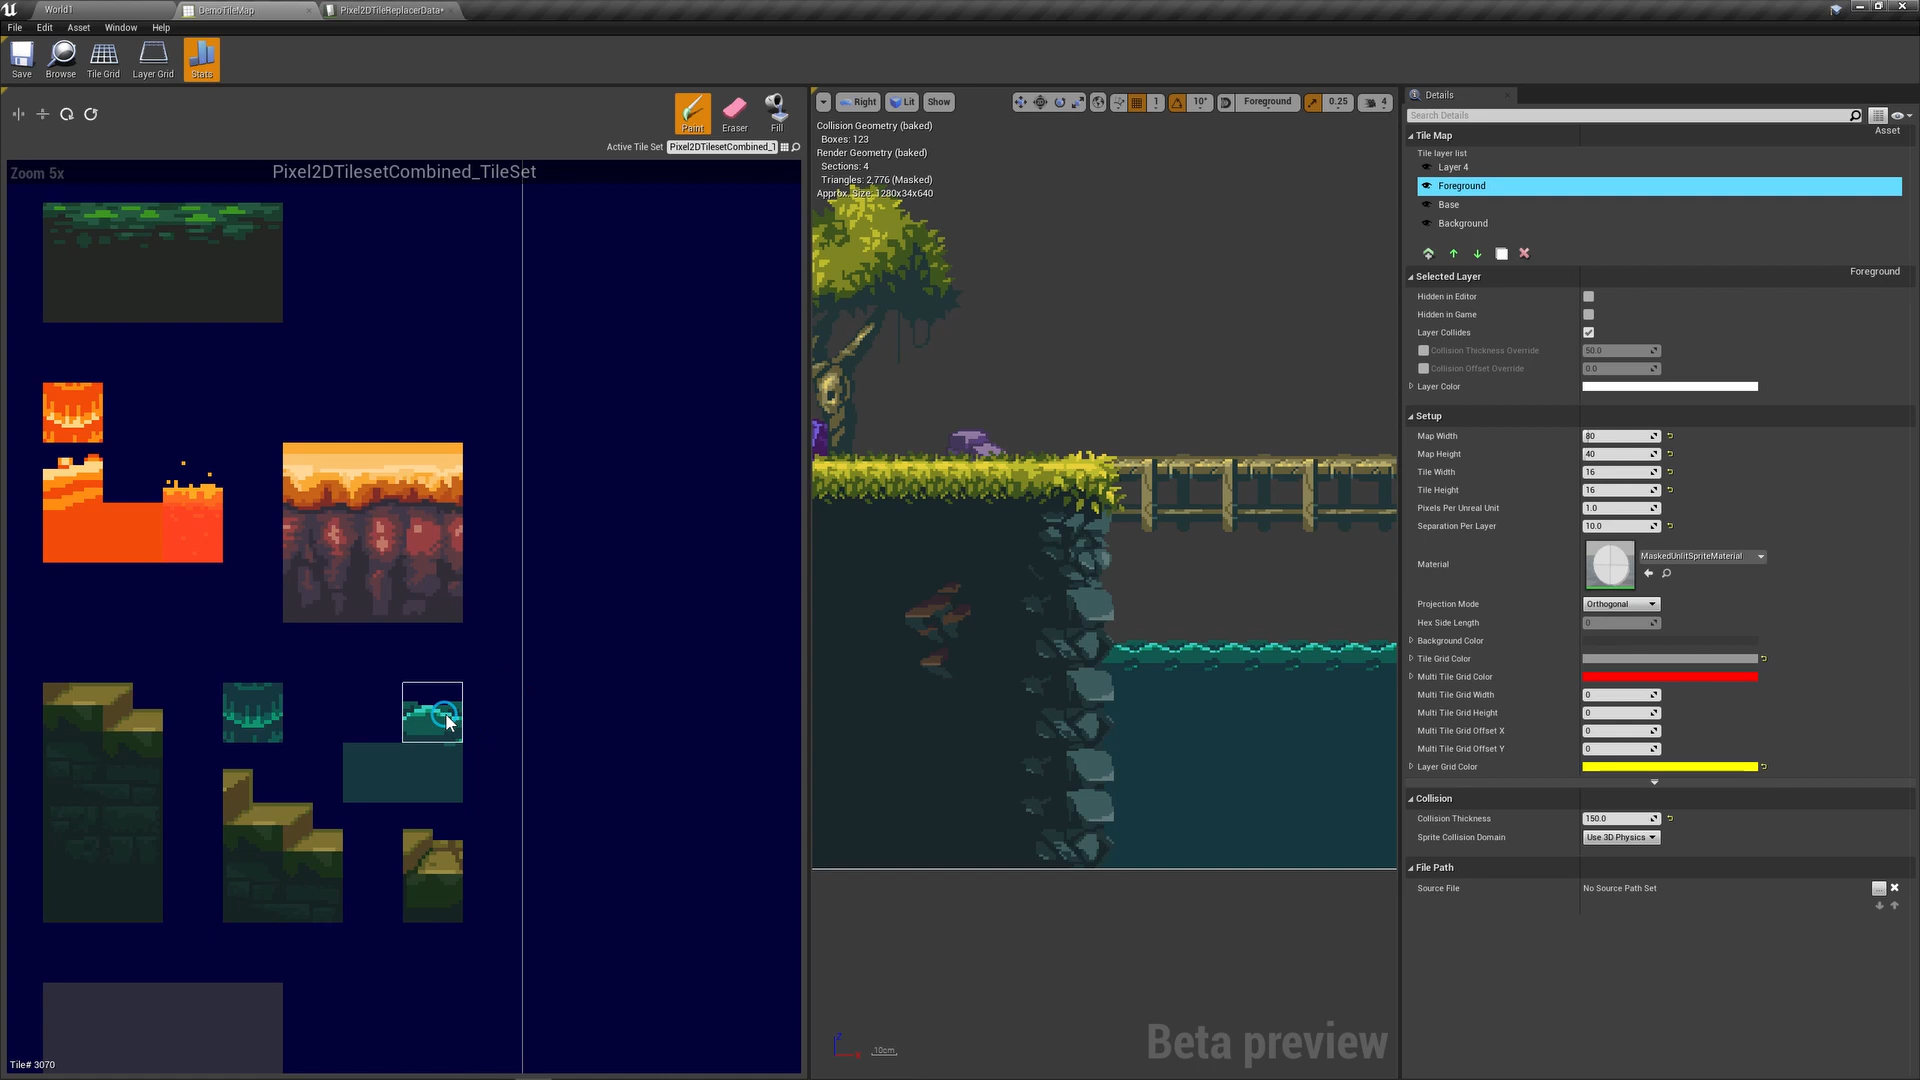 World1
DemoTileMap
Pixel2DTileReplacerData*
File Edit Asset Window Help
Save Browse Tile Grid Layer Grid Stats
Paint Eraser Fill
Active Tile Set Pixel2DTilesetCombined_1
Zoom 5x
Pixel2DTilesetCombined_TileSet
Tile# 3070
Right Lit Show
1 10° Foreground 0.25 4
Collision Geometry (baked)
Boxes: 123
Render Geometry (baked)
Sections: 4
Triangles: 2,776 (Masked)
Approx. Size: 1280x34x640
10cm
Beta preview
Details
Search Details
Tile Map
Asset
Tile layer list
Layer 4
Foreground
Base
Background
Selected Layer
Foreground
Hidden in Editor
Hidden in Game
Layer Collides
Collision Thickness Override 50.0
Collision Offset Override 0.0
Layer Color
Setup
Map Width 80
Map Height 40
Tile Width 16
Tile Height 16
Pixels Per Unreal Unit 1.0
Separation Per Layer 10.0
Material MaskedUnlitSpriteMaterial
Projection Mode Orthogonal
Hex Side Length 0
Background Color
Tile Grid Color
Multi Tile Grid Color
Multi Tile Grid Width 0
Multi Tile Grid Height 0
Multi Tile Grid Offset X 0
Multi Tile Grid Offset Y 0
Layer Grid Color
Collision
Collision Thickness 150.0
Sprite Collision Domain Use 3D Physics
File Path
Source File No Source Path Set